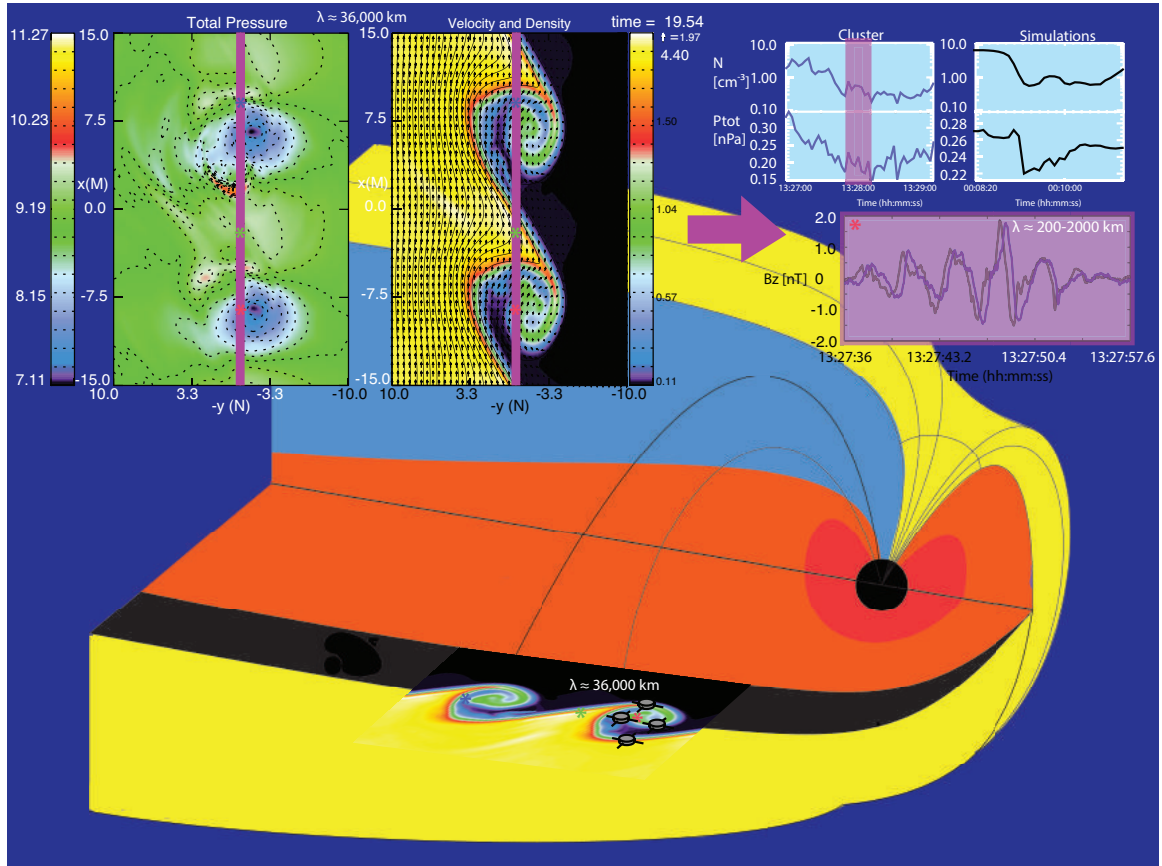 λ ≈ 36,000 km
Total Pressure
Velocity and Density
time = 19.54
11.27
10.23
9.19
8.15
7.11
15.0
7.5
x(M)
0.0
-7.5
-15.0
10.0
3.3
-3.3
-10.0
-y (N)
15.0
7.5
x(M)
0.0
-7.5
-15.0
10.0
3.3
-3.3
-10.0
-y (N)
=1.97
4.40
1.50
1.04
0.57
0.11
Cluster
10.0
N
[cm-3]
1.00
0.10
Ptot
[nPa]
0.30
0.25
0.20
0.15
13:27:00
13:28:00
13:29:00
Time (hh:mm:ss)
Simulations
10.0
1.00
0.10
0.28
0.26
0.24
0.22
00:08:20
00:10:00
Time (hh:mm:ss)
*
λ ≈ 200-2000 km
2.0
1.0
Bz [nT]
0
-1.0
-2.0
13:27:36
13:27:43.2
13:27:50.4
13:27:57.6
Time (hh:mm:ss)
λ ≈ 36,000 km